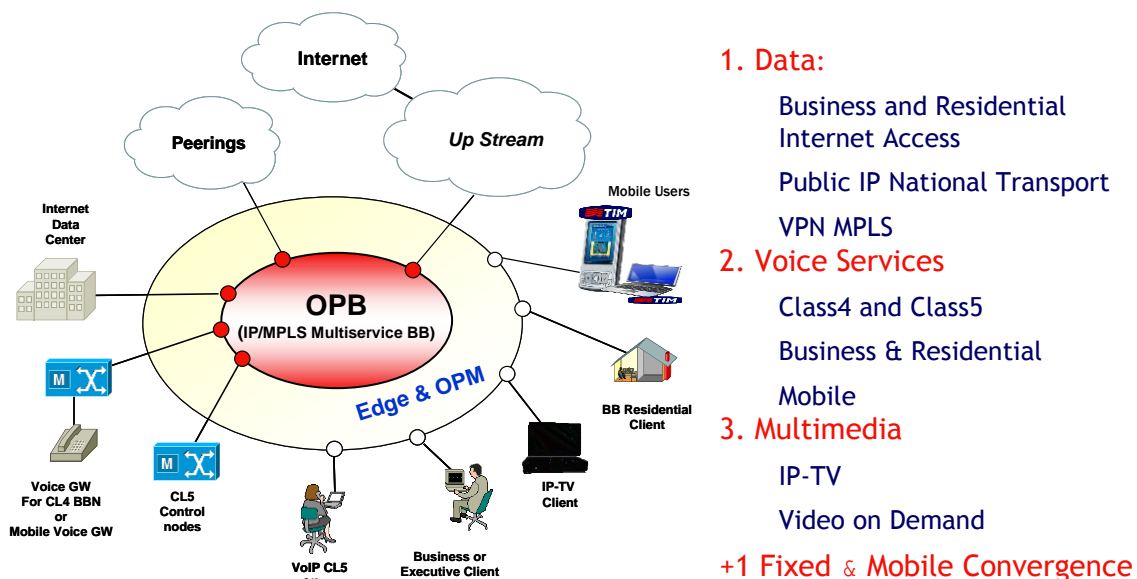 Internet
Peerings
Up Stream
Mobile Users
TIM
TIM
Internet
Data
Center
OPB
(IP/MPLS Multiservice BB)
Edge & OPM
BB Residential
Client
M
Voice GW
For CL4 BBN
or
Mobile Voice GW
M
CL5
Control
nodes
VoIP CL5
Business or
Executive Client
IP-TV
Client
1. Data:
Business and Residential
Internet Access
Public IP National Transport
VPN MPLS
2. Voice Services
Class4 and Class5
Business & Residential
Mobile
3. Multimedia
IP-TV
Video on Demand
+1 Fixed & Mobile Convergence